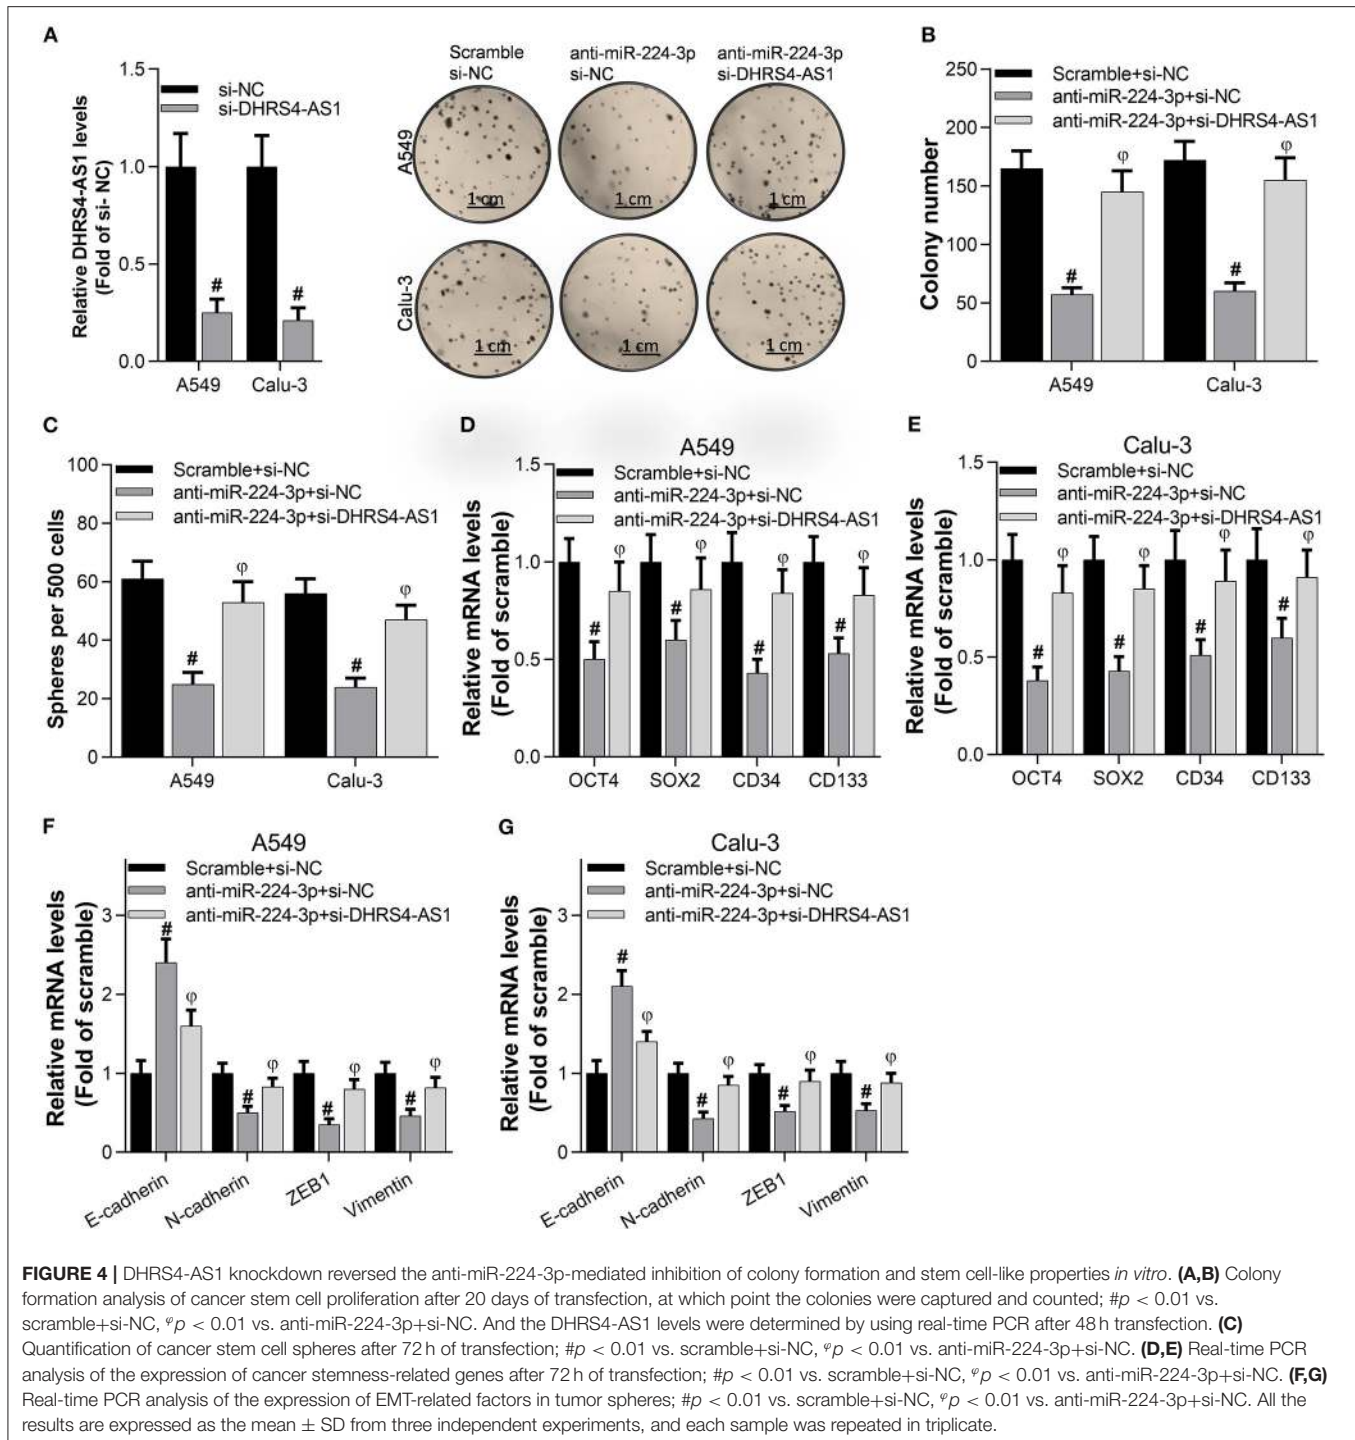 A
1.5
1.0
0.5
0.0
Relative DHRS4-AS1 levels
(Fold of si- NC)
si-NC
si-DHRS4-AS1
#
#
A549
Calu-3
Scramble
si-NC
anti-miR-224-3p
si-NC
anti-miR-224-3p
si-DHRS4-AS1
A549
1 cm
1 cm
1 cm
Calu-3
1 cm
1 cm
1 cm
B
250
200
150
100
50
0
Colony number
Scramble+si-NC
anti-miR-224-3p+si-NC
anti-miR-224-3p+si-DHRS4-AS1
#
φ
#
φ
A549
Calu-3
C
100
80
60
40
20
0
Spheres per 500 cells
Scramble+si-NC
anti-miR-224-3p+si-NC
anti-miR-224-3p+si-DHRS4-AS1
#
φ
#
φ
A549
Calu-3
D
A549
1.5
1.0
0.5
0.0
Relative mRNA levels
(Fold of scramble)
Scramble+si-NC
anti-miR-224-3p+si-NC
anti-miR-224-3p+si-DHRS4-AS1
#
φ
#
φ
#
φ
#
φ
OCT4
SOX2
CD34
CD133
E
Calu-3
1.5
1.0
0.5
0.0
Relative mRNA levels
(Fold of scramble)
Scramble+si-NC
anti-miR-224-3p+si-NC
anti-miR-224-3p+si-DHRS4-AS1
#
φ
#
φ
#
φ
#
φ
OCT4
SOX2
CD34
CD133
F
A549
3
2
1
0
Relative mRNA levels
(Fold of scramble)
Scramble+si-NC
anti-miR-224-3p+si-NC
anti-miR-224-3p+si-DHRS4-AS1
#
φ
#
φ
#
φ
#
φ
E-cadherin
N-cadherin
ZEB1
Vimentin
G
Calu-3
3
2
1
0
Relative mRNA levels
(Fold of scramble)
Scramble+si-NC
anti-miR-224-3p+si-NC
anti-miR-224-3p+si-DHRS4-AS1
#
φ
#
φ
#
φ
#
φ
E-cadherin
N-cadherin
ZEB1
Vimentin
FIGURE 4 | DHRS4-AS1 knockdown reversed the anti-miR-224-3p-mediated inhibition of colony formation and stem cell-like properties in vitro. (A,B) Colony
formation analysis of cancer stem cell proliferation after 20 days of transfection, at which point the colonies were captured and counted; #p < 0.01 vs.
scramble+si-NC, φp < 0.01 vs. anti-miR-224-3p+si-NC. And the DHRS4-AS1 levels were determined by using real-time PCR after 48 h transfection. (C)
Quantification of cancer stem cell spheres after 72 h of transfection; #p < 0.01 vs. scramble+si-NC, φp < 0.01 vs. anti-miR-224-3p+si-NC. (D,E) Real-time PCR
analysis of the expression of cancer stemness-related genes after 72 h of transfection; #p < 0.01 vs. scramble+si-NC, φp < 0.01 vs. anti-miR-224-3p+si-NC. (F,G)
Real-time PCR analysis of the expression of EMT-related factors in tumor spheres; #p < 0.01 vs. scramble+si-NC, φp < 0.01 vs. anti-miR-224-3p+si-NC. All the
results are expressed as the mean ± SD from three independent experiments, and each sample was repeated in triplicate.